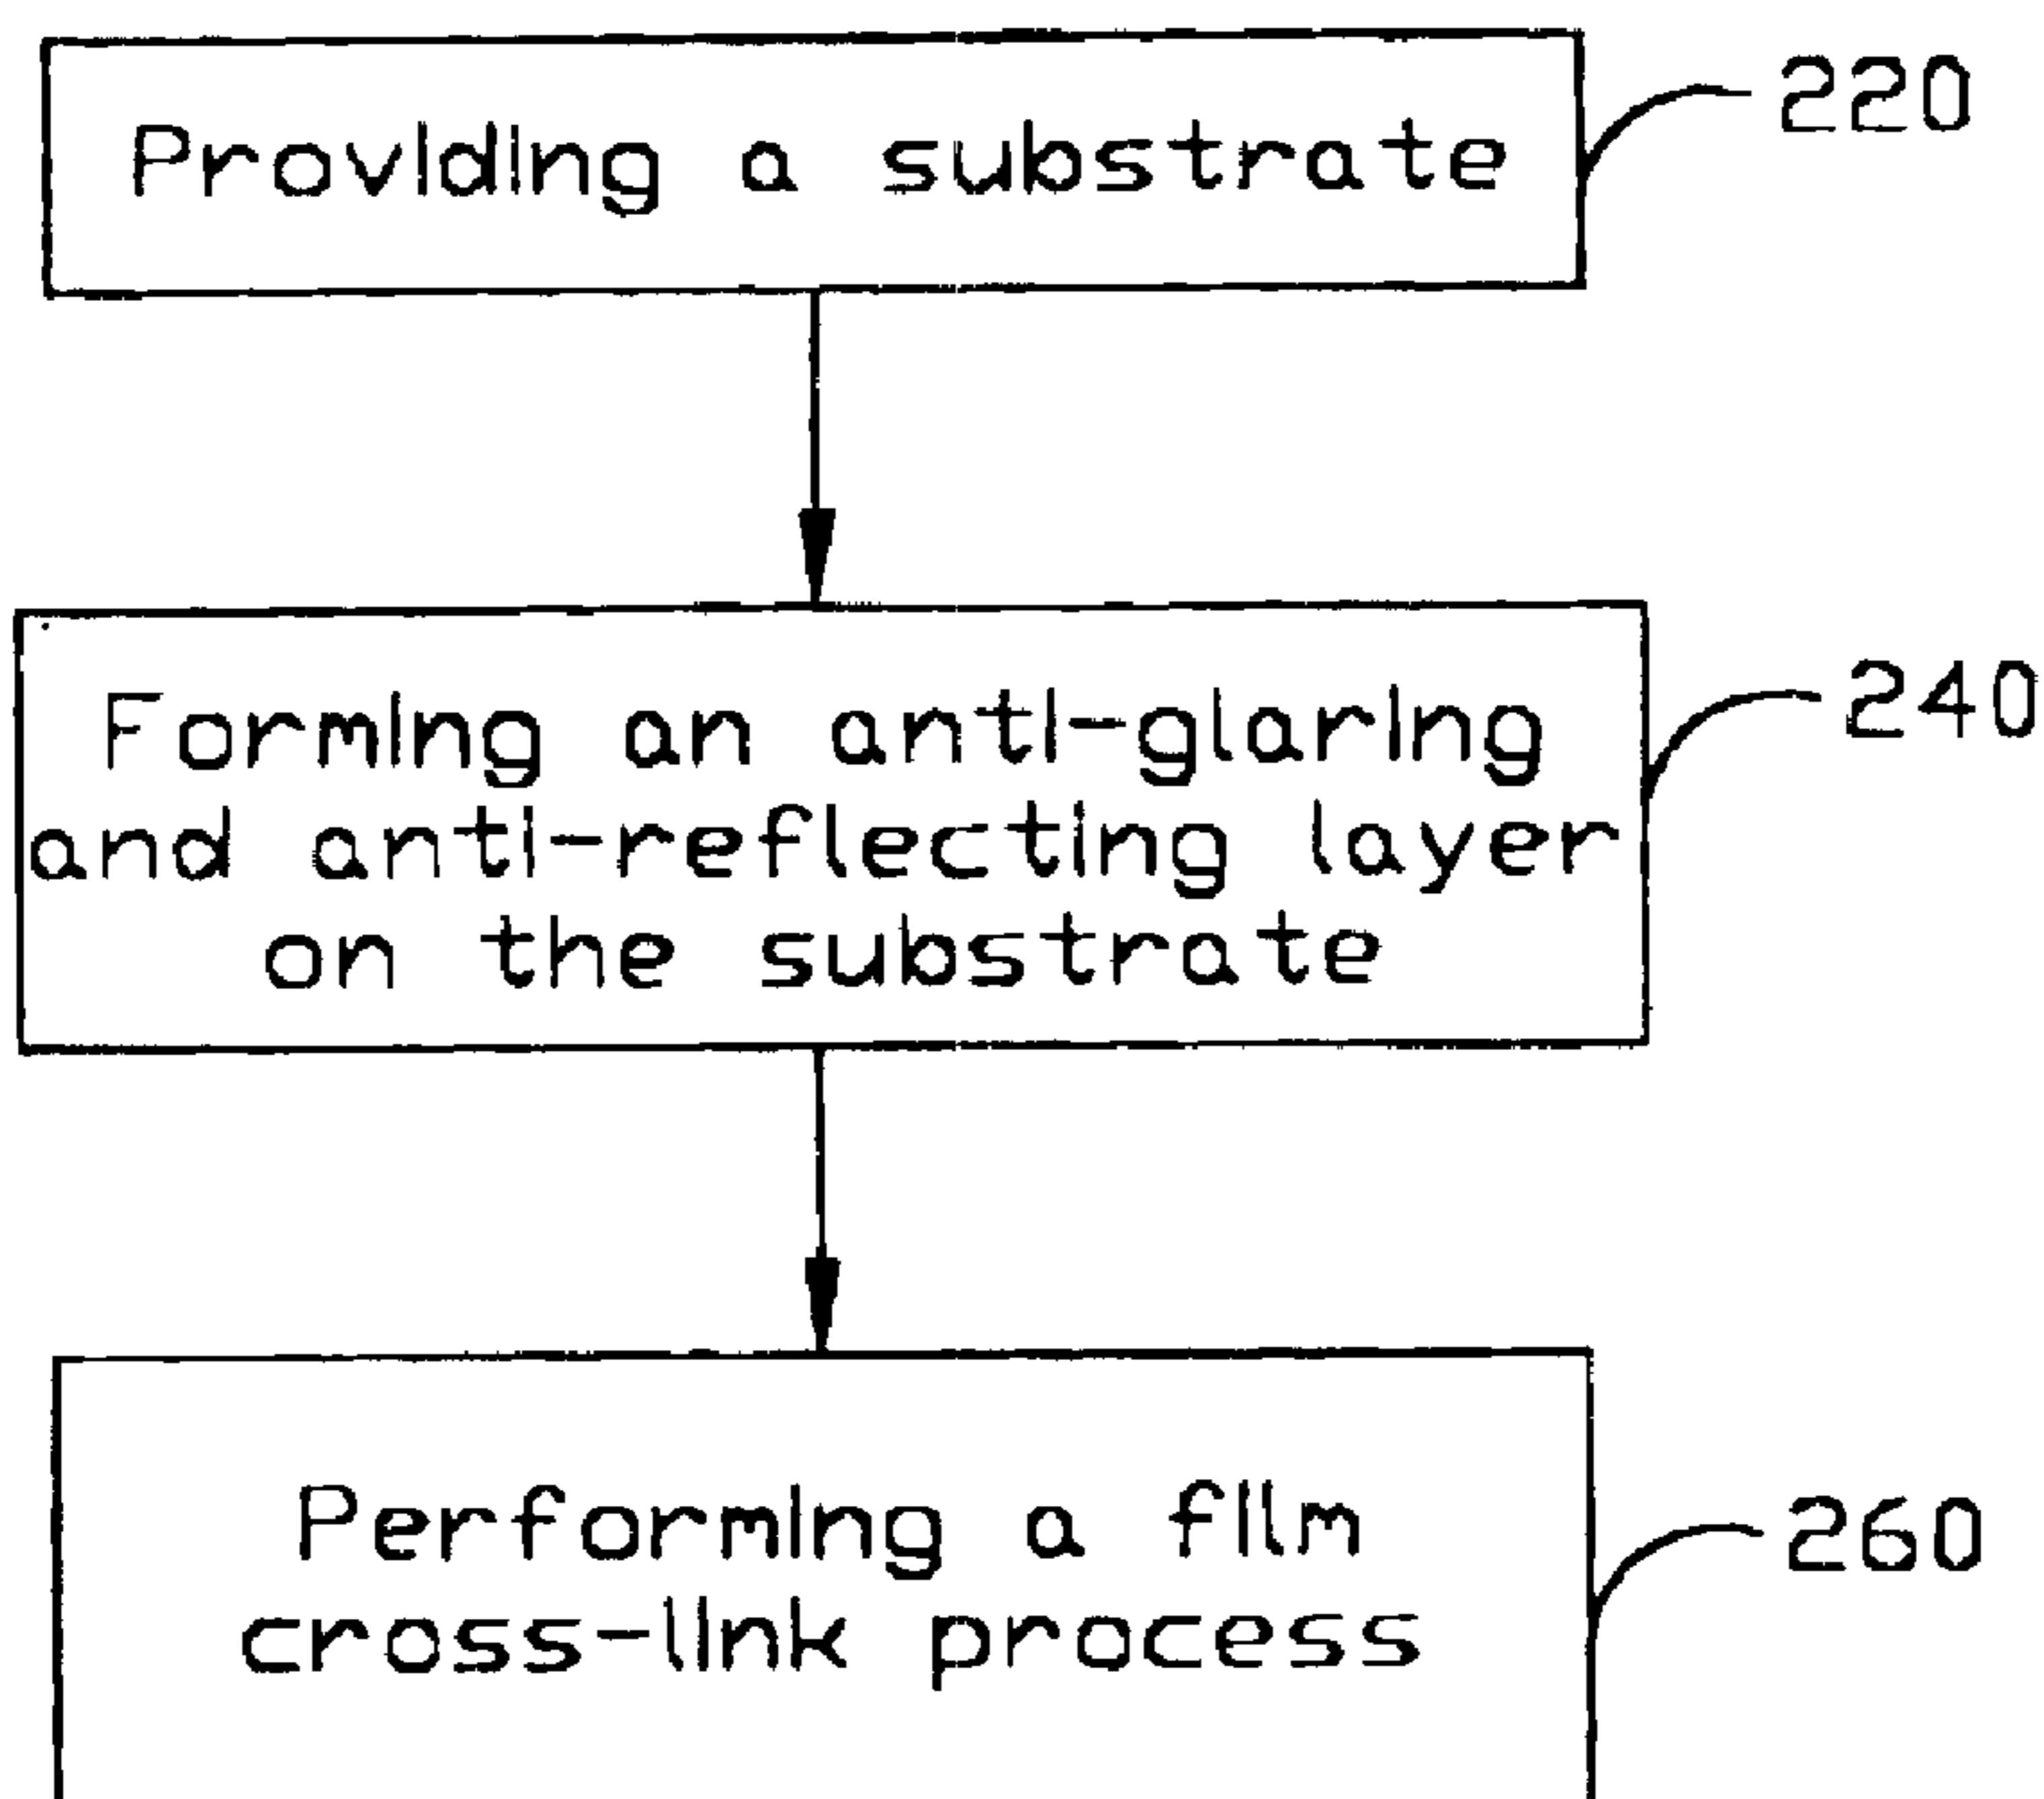 Providing a substrate
220
Forming an anti-glaring
and anti-reflecting layer
on the substrate
240
Performing a film
cross-link process
260